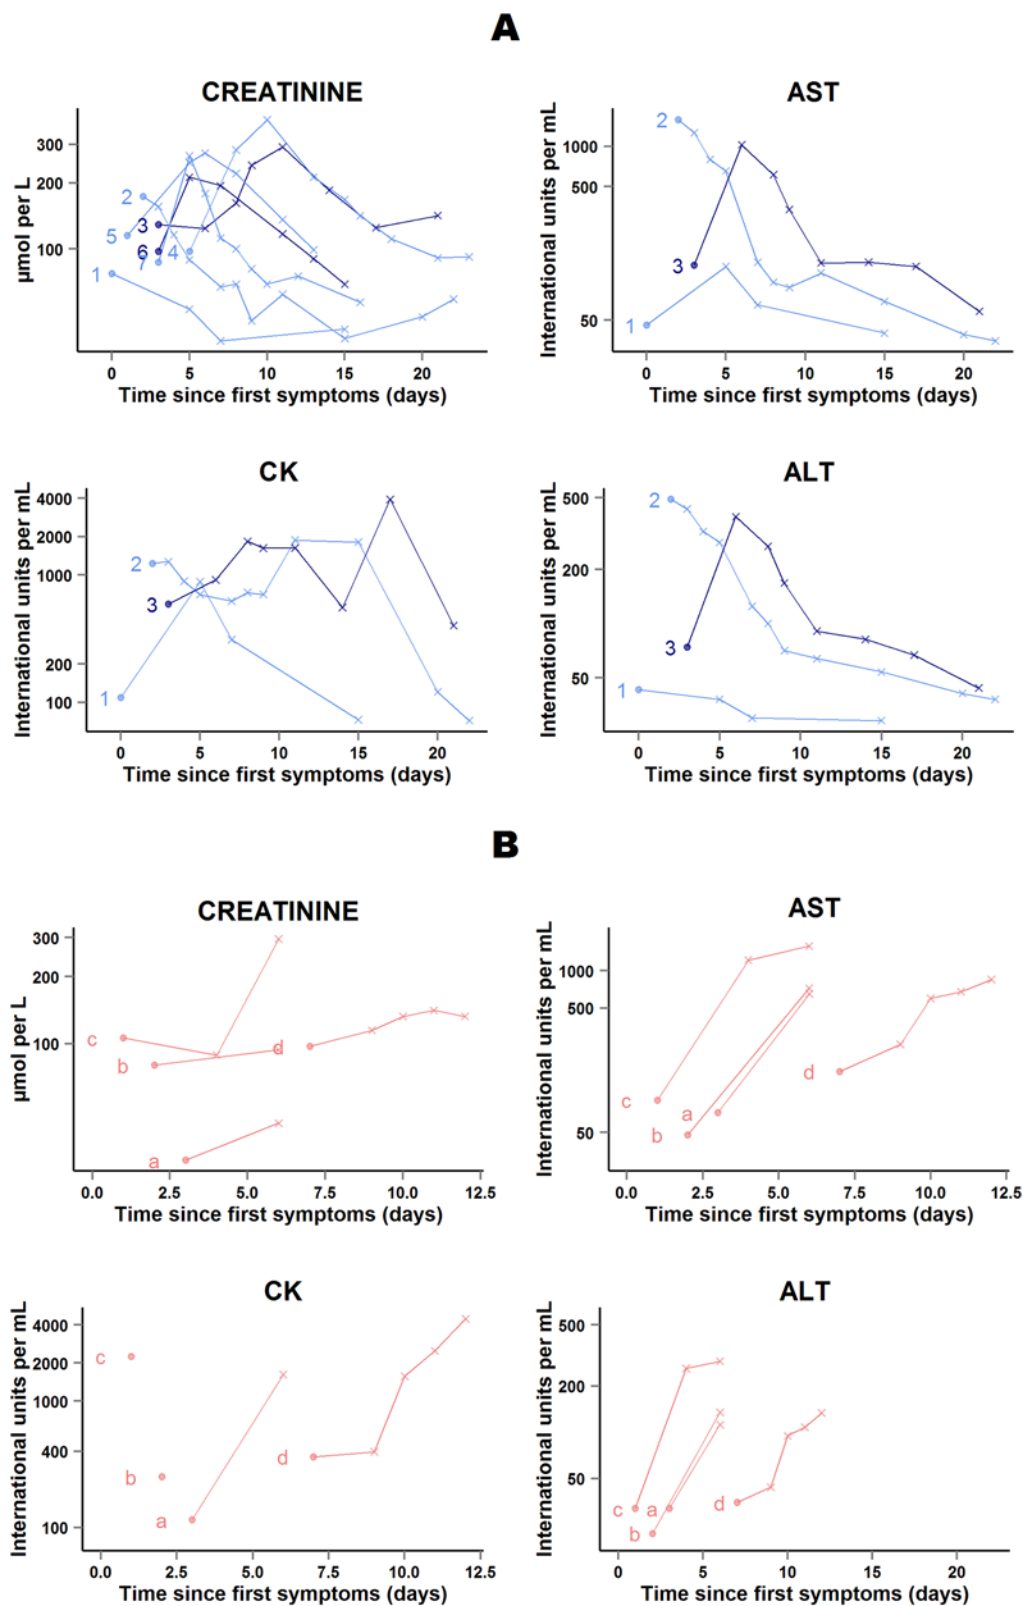 A
CREATININE
μmol per L
300
200
100
2
5
3
6
7
4
1
0
5
10
15
20
Time since first symptoms (days)
AST
International units per mL
1000
500
50
2
3
1
0
5
10
15
20
Time since first symptoms (days)
CK
International units per mL
4000
2000
1000
200
100
2
3
1
0
5
10
15
20
Time since first symptoms (days)
ALT
International units per mL
500
200
50
2
3
1
0
5
10
15
20
Time since first symptoms (days)
B
CREATININE
μmol per L
300
200
100
c
b
d
a
0.0
2.5
5.0
7.5
10.0
12.5
Time since first symptoms (days)
AST
International units per mL
1000
500
50
c
a
b
d
0.0
2.5
5.0
7.5
10.0
12.5
Time since first symptoms (days)
CK
International units per mL
4000
2000
1000
400
100
c
b
a
d
0.0
2.5
5.0
7.5
10.0
12.5
Time since first symptoms (days)
ALT
International units per mL
500
200
50
c
a
b
d
0
5
10
15
20
Time since first symptoms (days)